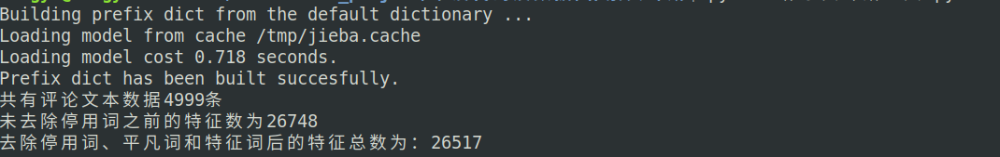 Building prefix dict from the default dictionary ...
Loading model from cache /tmp/jieba.cache
Loading model cost 0.718 seconds.
Prefix dict has been built succesfully.
共有评论文本数据4999条
未去除停用词之前的特征数为26748
去除停用词、平凡词和特征词后的特征总数为：26517